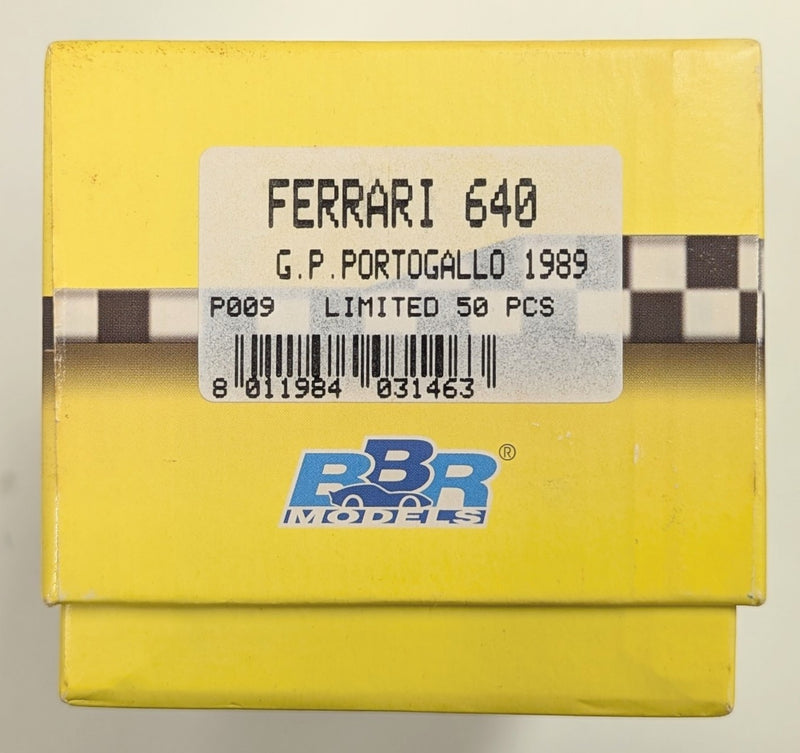 FERRARI 640
G.P.PORTOGALLO 1989
P009 LIMITED 50 PCS
8 011984 031463
BBR®
MODELS